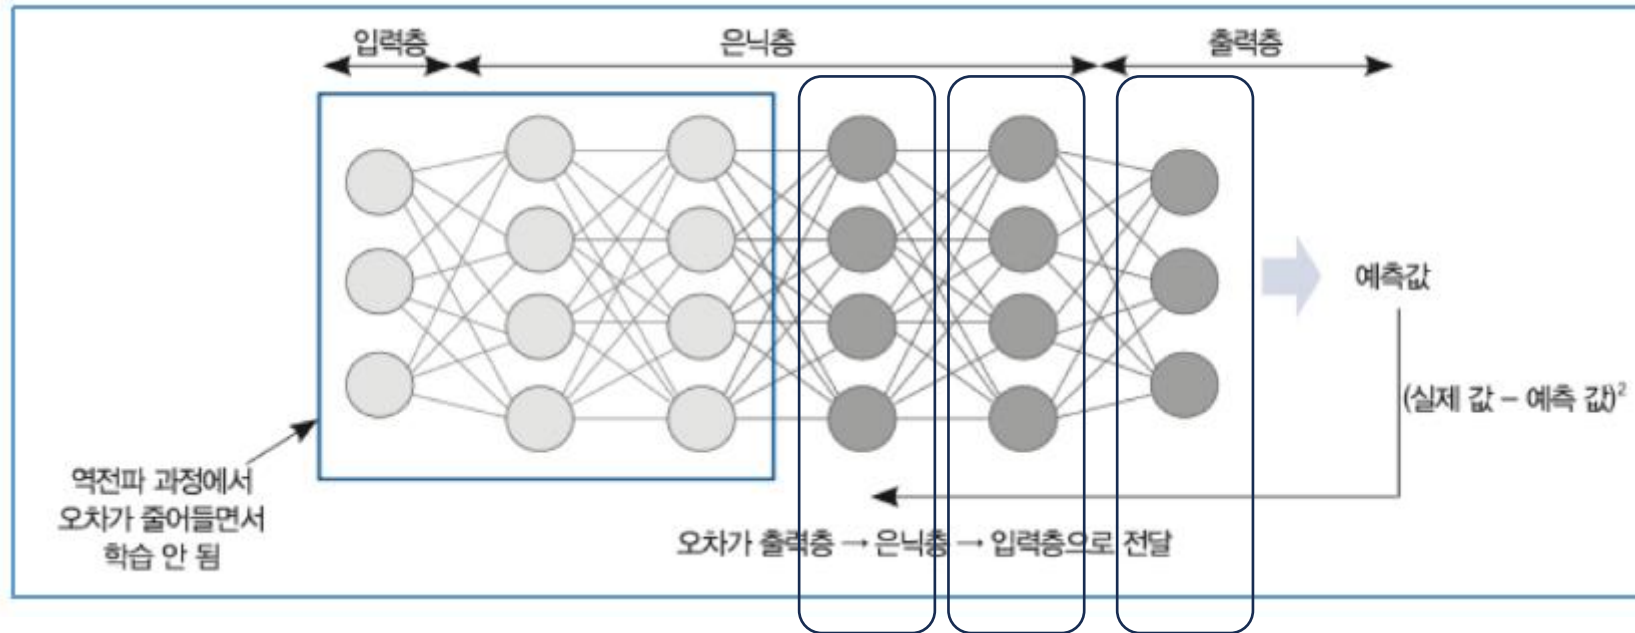 입력층
은닉층
출력층
예측값
(실제 값 – 예측 값)²
역전파 과정에서
오차가 줄어들면서
학습 안 됨
오차가 출력층 → 은닉층 → 입력층으로 전달